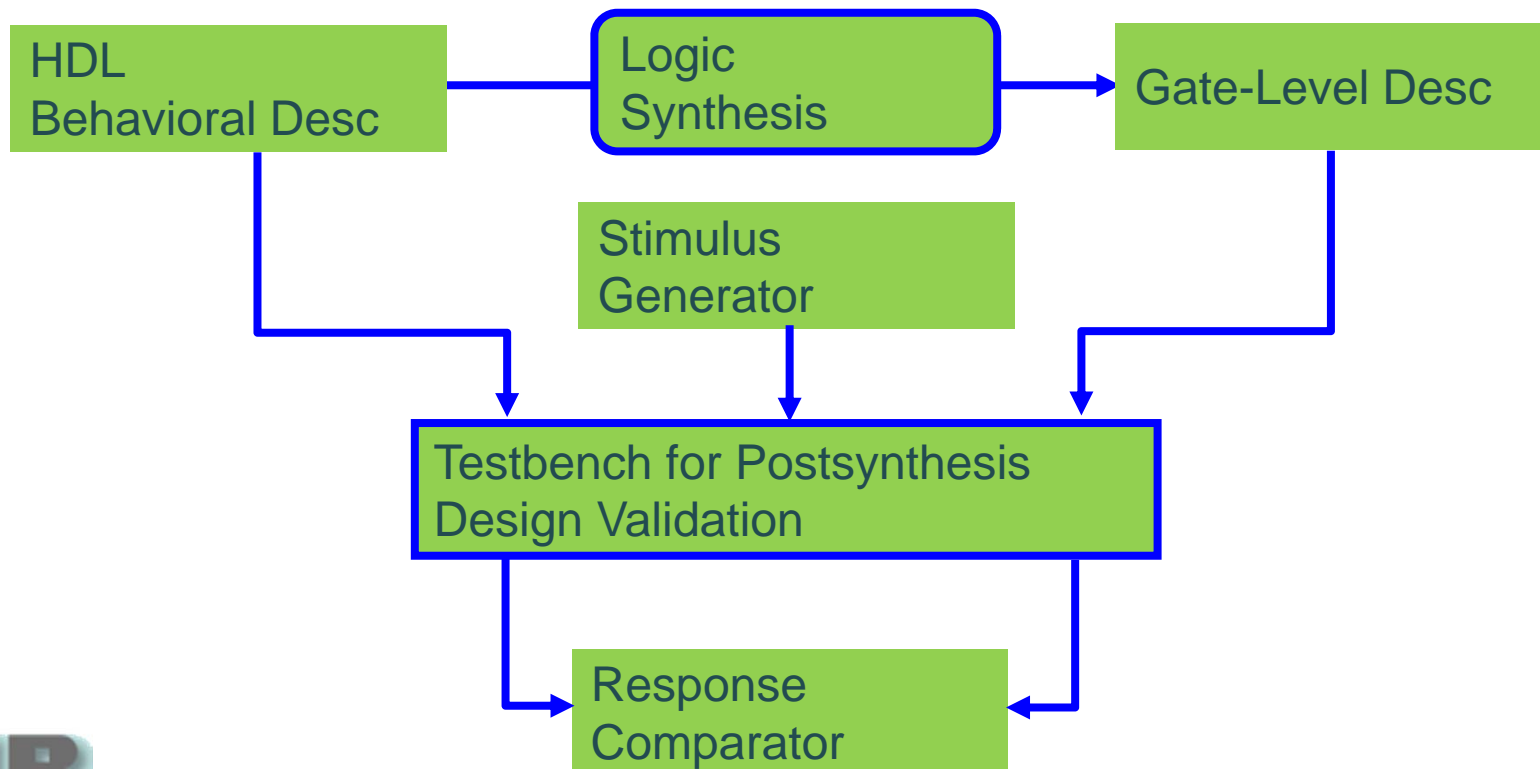 HDL
Behavioral Desc
Logic
Synthesis
Gate-Level Desc
Stimulus
Generator
Testbench for Postsynthesis
Design Validation
Response
Comparator